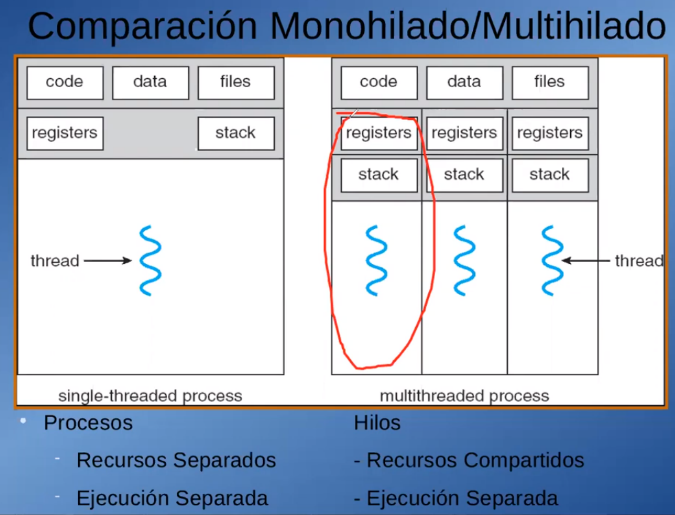 Comparación Monohilado/Multihilado
code data files code data files
registers stack registers registers registers
stack stack stack
thread thread
single-threaded process multithreaded process
• Procesos Hilos
- Recursos Separados - Recursos Compartidos
- Ejecución Separada - Ejecución Separada